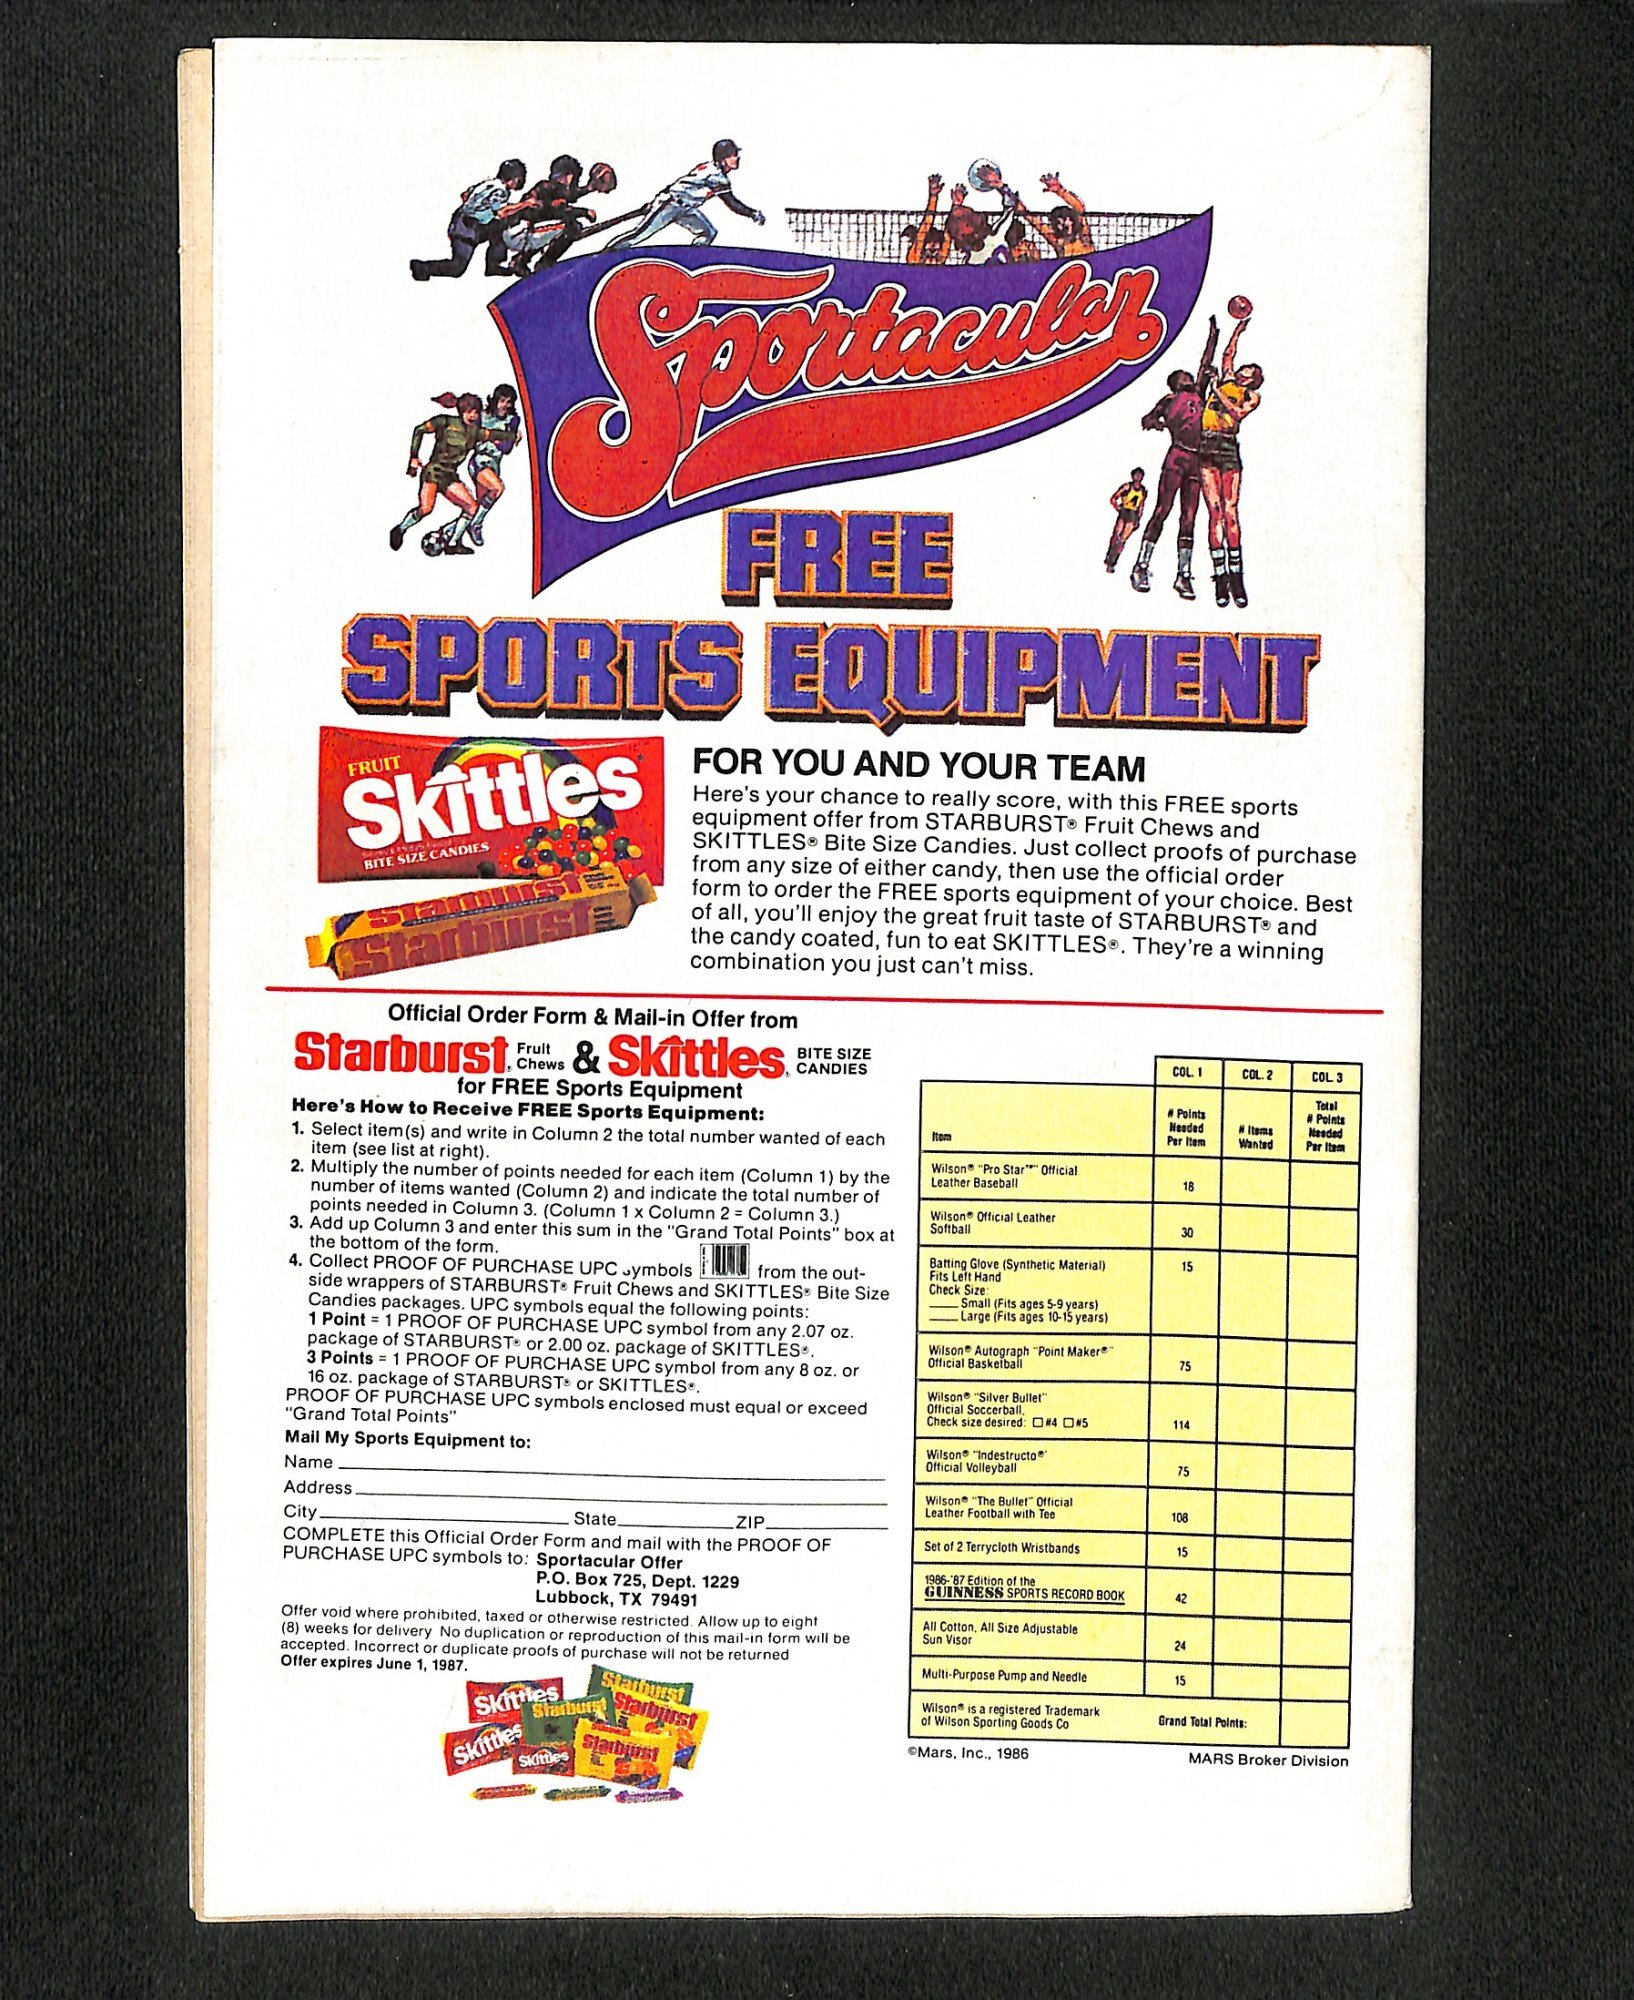 Sportacular
FREE
SPORTS EQUIPMENT
FRUIT
Skittles
BITE SIZE CANDIES
Starburst
Starburst
FOR YOU AND YOUR TEAM
Here's your chance to really score, with this FREE sports
equipment offer from STARBURST® Fruit Chews and
SKITTLES® Bite Size Candies. Just collect proofs of purchase
from any size of either candy, then use the official order
form to order the FREE sports equipment of your choice. Best
of all, you'll enjoy the great fruit taste of STARBURST® and
the candy coated, fun to eat SKITTLES®. They're a winning
combination you just can't miss.
Official Order Form & Mail-in Offer from
Starburst® Fruit Chews & Skittles® BITE SIZE CANDIES
for FREE Sports Equipment
Here's How to Receive FREE Sports Equipment:
1. Select item(s) and write in Column 2 the total number wanted of each
item (see list at right).
2. Multiply the number of points needed for each item (Column 1) by the
number of items wanted (Column 2) and indicate the total number of
points needed in Column 3. (Column 1 x Column 2 = Column 3.)
3. Add up Column 3 and enter this sum in the "Grand Total Points" box at
the bottom of the form.
4. Collect PROOF OF PURCHASE UPC symbols from the out-
side wrappers of STARBURST® Fruit Chews and SKITTLES® Bite Size
Candies packages. UPC symbols equal the following points:
1 Point = 1 PROOF OF PURCHASE UPC symbol from any 2.07 oz.
package of STARBURST® or 2.00 oz. package of SKITTLES®.
3 Points = 1 PROOF OF PURCHASE UPC symbol from any 8 oz. or
16 oz. package of STARBURST® or SKITTLES®.
PROOF OF PURCHASE UPC symbols enclosed must equal or exceed
"Grand Total Points"
Mail My Sports Equipment to:
Name
Address
City State ZIP
COMPLETE this Official Order Form and mail with the PROOF OF
PURCHASE UPC symbols to: Sportacular Offer
P.O. Box 725, Dept. 1229
Lubbock, TX 79491
Offer void where prohibited, taxed or otherwise restricted. Allow up to eight
(8) weeks for delivery No duplication or reproduction of this mail-in form will be
accepted. Incorrect or duplicate proofs of purchase will not be returned
Offer expires June 1, 1987.
Skittles
Starburst
Starburst
Starburst
Skittles
Skittles
Starburst
COL. 1 COL. 2 COL. 3
Item
# Points Needed Per Item
# Items Wanted
Total # Points Needed Per Item
Wilson® "Pro Star™" Official
Leather Baseball 18
Wilson® Official Leather
Softball 30
Batting Glove (Synthetic Material) 15
Fits Left Hand
Check Size:
Small (Fits ages 5-9 years)
Large (Fits ages 10-15 years)
Wilson® Autograph "Point Maker®"
Official Basketball 75
Wilson® "Silver Bullet"
Official Soccerball,
Check size desired: ☐ #4 ☐ #5 114
Wilson® "Indestructo®"
Official Volleyball 75
Wilson® "The Bullet" Official
Leather Football with Tee 108
Set of 2 Terrycloth Wristbands 15
1986-'87 Edition of the
GUINNESS SPORTS RECORD BOOK 42
All Cotton, All Size Adjustable
Sun Visor 24
Multi-Purpose Pump and Needle 15
Wilson® is a registered Trademark
of Wilson Sporting Goods Co Grand Total Points:
©Mars, Inc., 1986 MARS Broker Division